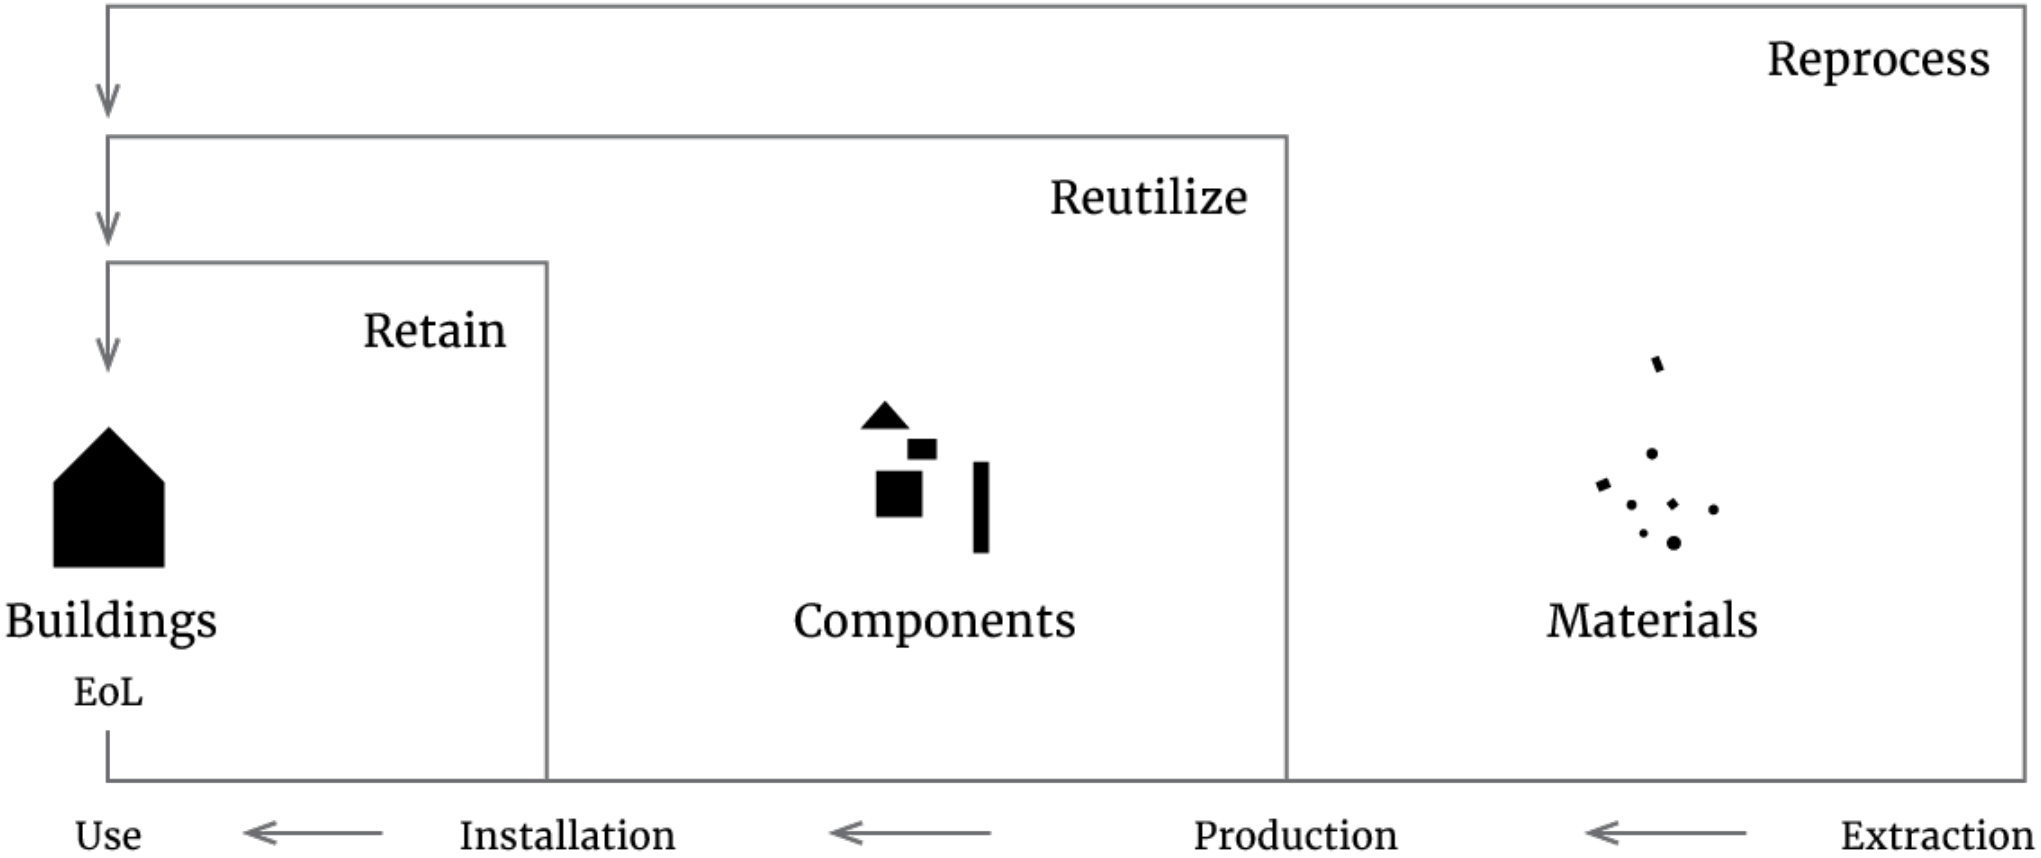 Reprocess
Reutilize
Retain
Buildings
Components
Materials
EoL
Use
Installation
Production
Extraction